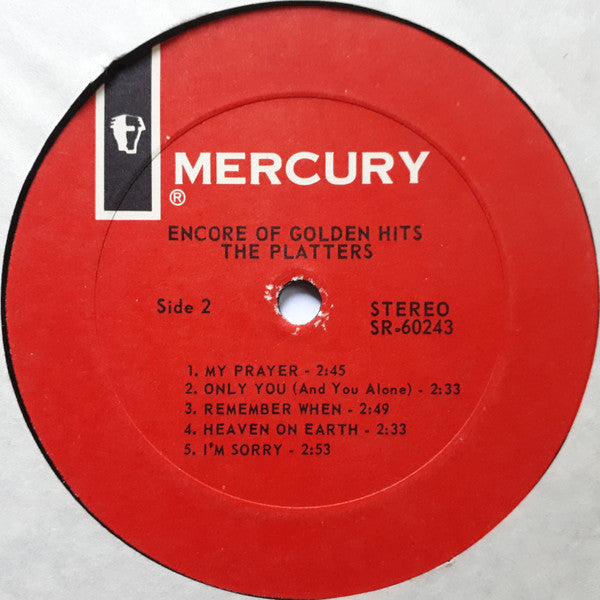 MERCURY
®
ENCORE OF GOLDEN HITS
THE PLATTERS
Side 2
STEREO
SR-60243
1. MY PRAYER - 2:45
2. ONLY YOU (And You Alone) - 2:33
3. REMEMBER WHEN - 2:49
4. HEAVEN ON EARTH - 2:33
5. I'M SORRY - 2:53